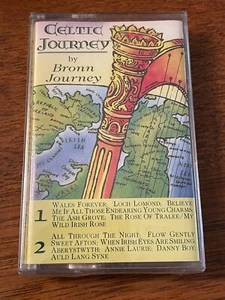 CELTIC
JOURNEY
by
BRONN
JOURNEY
1 WALES FOREVER; LOCH LOMOND; BELIEVE
ME IF ALL THOSE ENDEARING YOUNG CHARMS;
THE ASH GROVE; THE ROSE OF TRALEE/MY
WILD IRISH ROSE
2 ALL THROUGH THE NIGHT; FLOW GENTLY
SWEET AFTON; WHEN IRISH EYES ARE SMILING;
ABERYSTWYTH; ANNIE LAURIE; DANNY BOY;
AULD LANG SYNE